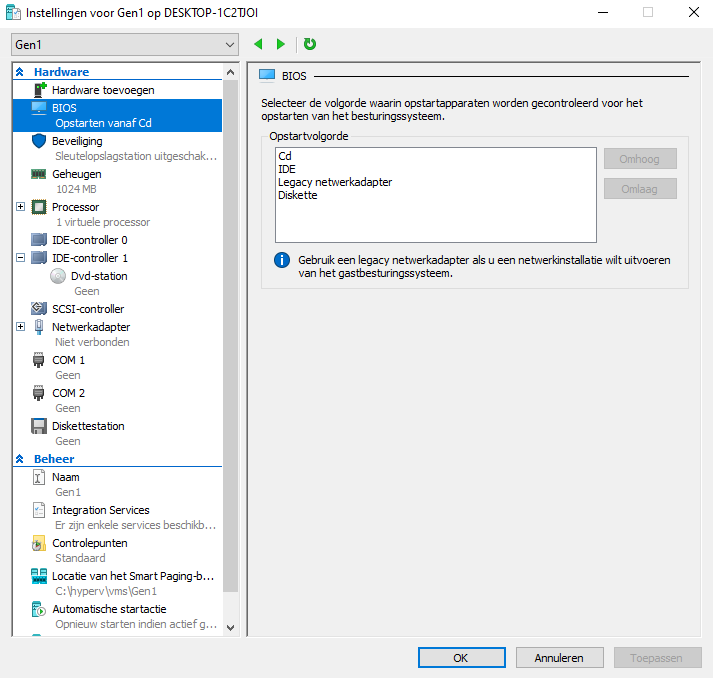 Instellingen voor Gen1 op DESKTOP-1C2TJOI
Gen1
Hardware
Hardware toevoegen
BIOS
Opstarten vanaf Cd
Beveiliging
Sleutelopslagstation uitgeschak...
Geheugen
1024 MB
Processor
1 virtuele processor
IDE-controller 0
IDE-controller 1
Dvd-station
Geen
SCSI-controller
Netwerkadapter
Niet verbonden
COM 1
Geen
COM 2
Geen
Diskettestation
Geen
Beheer
Naam
Gen1
Integration Services
Er zijn enkele services beschikb...
Controlepunten
Standaard
Locatie van het Smart Paging-b...
C:\hyperv\vms\Gen1
Automatische startactie
Opnieuw starten indien actief g...
BIOS
Selecteer de volgorde waarin opstartapparaten worden gecontroleerd voor het
opstarten van het besturingssysteem.
Opstartvolgorde
Cd
IDE
Legacy netwerkadapter
Diskette
Omhoog
Omlaag
Gebruik een legacy netwerkadapter als u een netwerkinstallatie wilt uitvoeren
van het gastbesturingssysteem.
OK
Annuleren
Toepassen